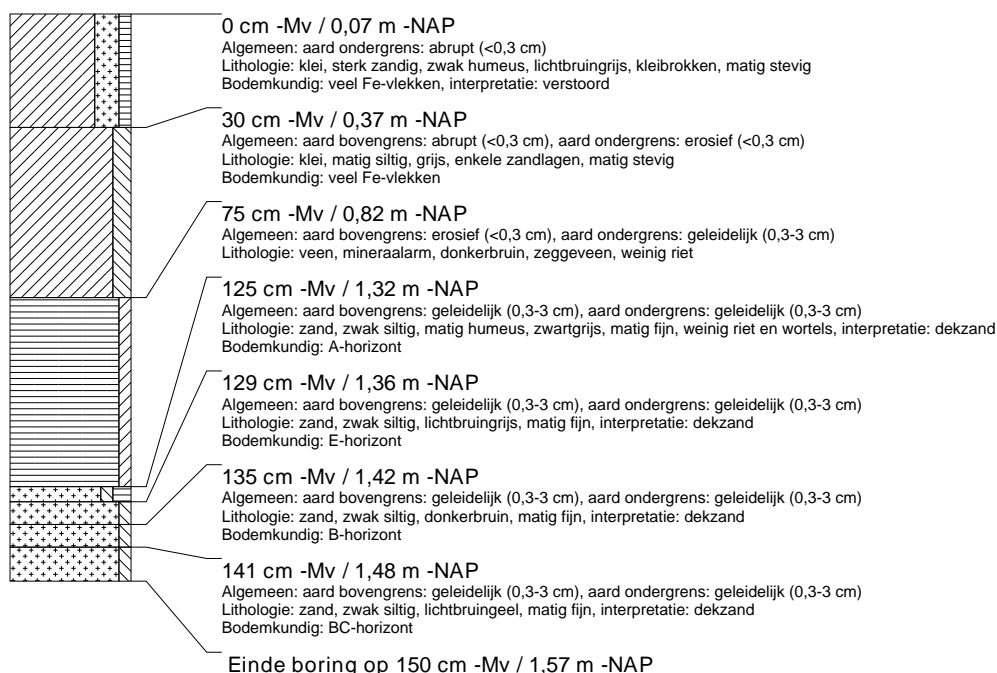 0 cm -Mv / 0,07 m -NAP
Algemeen: aard ondergrens: abrupt (<0,3 cm)
Lithologie: klei, sterk zandig, zwak humeus, lichtbruingrijs, kleibrokken, matig stevig
Bodemkundig: veel Fe-vlekken, interpretatie: verstoord
30 cm -Mv / 0,37 m -NAP
Algemeen: aard bovengrens: abrupt (<0,3 cm), aard ondergrens: erosief (<0,3 cm)
Lithologie: klei, matig siltig, grijs, enkele zandlagen, matig stevig
Bodemkundig: veel Fe-vlekken
75 cm -Mv / 0,82 m -NAP
Algemeen: aard bovengrens: erosief (<0,3 cm), aard ondergrens: geleidelijk (0,3-3 cm)
Lithologie: veen, mineraalarm, donkerbruin, zeggeveen, weinig riet
125 cm -Mv / 1,32 m -NAP
Algemeen: aard bovengrens: geleidelijk (0,3-3 cm), aard ondergrens: geleidelijk (0,3-3 cm)
Lithologie: zand, zwak siltig, matig humeus, zwartgrijs, matig fijn, weinig riet en wortels, interpretatie: dekzand
Bodemkundig: A-horizont
129 cm -Mv / 1,36 m -NAP
Algemeen: aard bovengrens: geleidelijk (0,3-3 cm), aard ondergrens: geleidelijk (0,3-3 cm)
Lithologie: zand, zwak siltig, lichtbruingrijs, matig fijn, interpretatie: dekzand
Bodemkundig: E-horizont
135 cm -Mv / 1,42 m -NAP
Algemeen: aard bovengrens: geleidelijk (0,3-3 cm), aard ondergrens: geleidelijk (0,3-3 cm)
Lithologie: zand, zwak siltig, donkerbruin, matig fijn, interpretatie: dekzand
Bodemkundig: B-horizont
141 cm -Mv / 1,48 m -NAP
Algemeen: aard bovengrens: geleidelijk (0,3-3 cm), aard ondergrens: geleidelijk (0,3-3 cm)
Lithologie: zand, zwak siltig, lichtbruingeel, matig fijn, interpretatie: dekzand
Bodemkundig: BC-horizont
Einde boring op 150 cm -Mv / 1,57 m -NAP